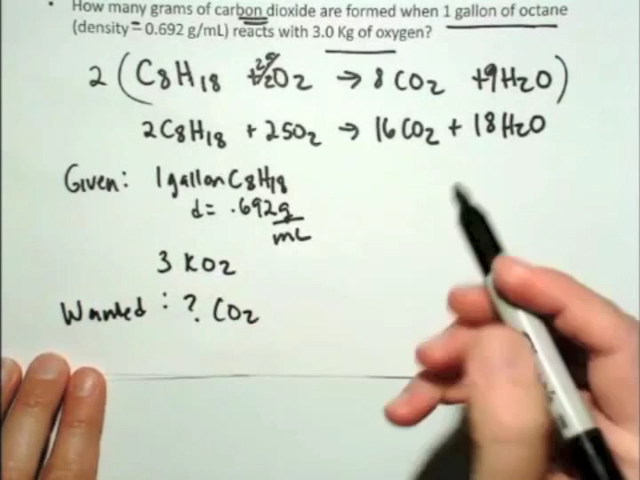 • How many grams of carbon dioxide are formed when 1 gallon of octane
(density = 0.692 g/mL) reacts with 3.0 Kg of oxygen?
2 ( C8H18 + 25/2 O2 → 8 CO2 + 9H2O )
2C8H18 + 25O2 → 16CO2 + 18H2O
Given: 1 gallon C8H18
d= .692g
mL
3 KO2
Wanted : ? CO2